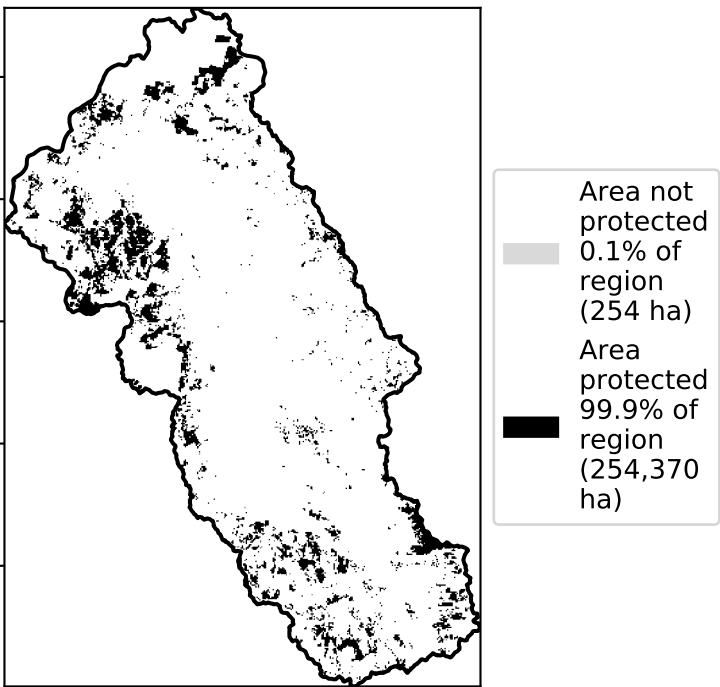 Area not
protected
0.1% of
region
(254 ha)
Area
protected
99.9% of
region
(254,370
ha)